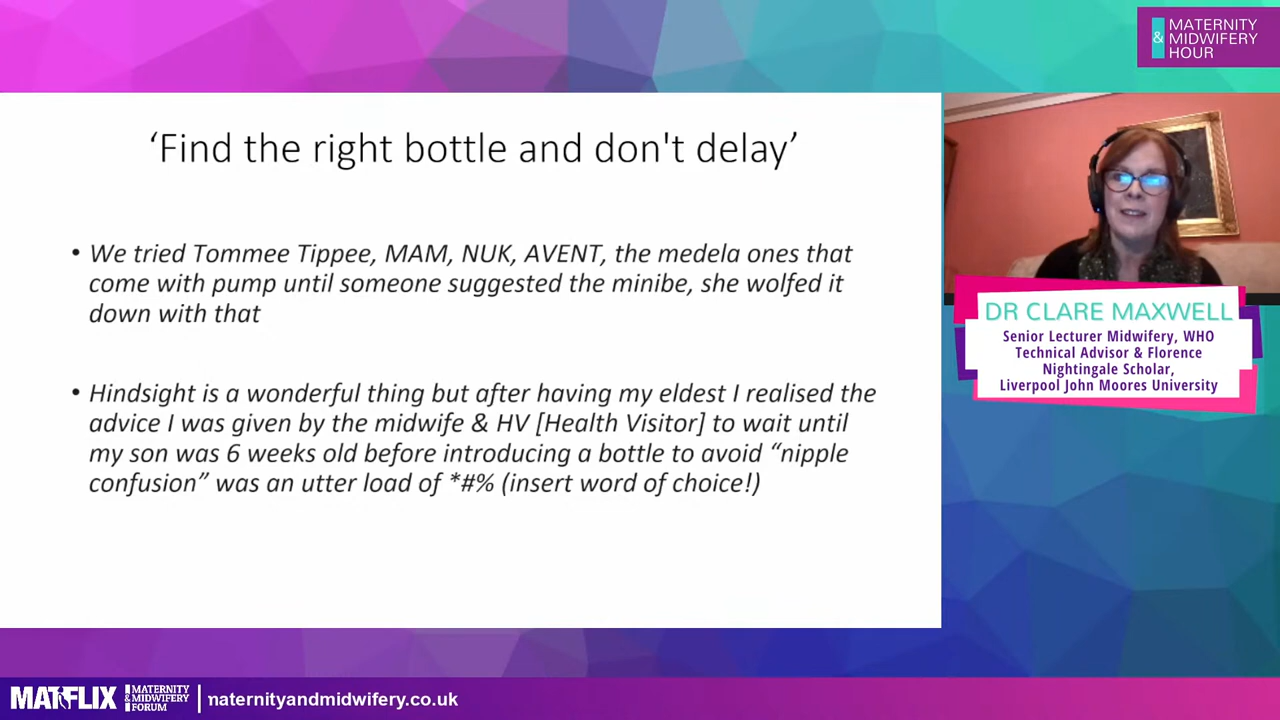 MATERNITY
& MIDWIFERY
HOUR
‘Find the right bottle and don't delay’
• We tried Tommee Tippee, MAM, NUK, AVENT, the medela ones that
come with pump until someone suggested the minibe, she wolfed it
down with that
• Hindsight is a wonderful thing but after having my eldest I realised the
advice I was given by the midwife & HV [Health Visitor] to wait until
my son was 6 weeks old before introducing a bottle to avoid “nipple
confusion” was an utter load of *#% (insert word of choice!)
DR CLARE MAXWELL
Senior Lecturer Midwifery, WHO
Technical Advisor & Florence
Nightingale Scholar,
Liverpool John Moores University
MATFLIX
MATERNITY
& MIDWIFERY
FORUM
naternityandmidwifery.co.uk